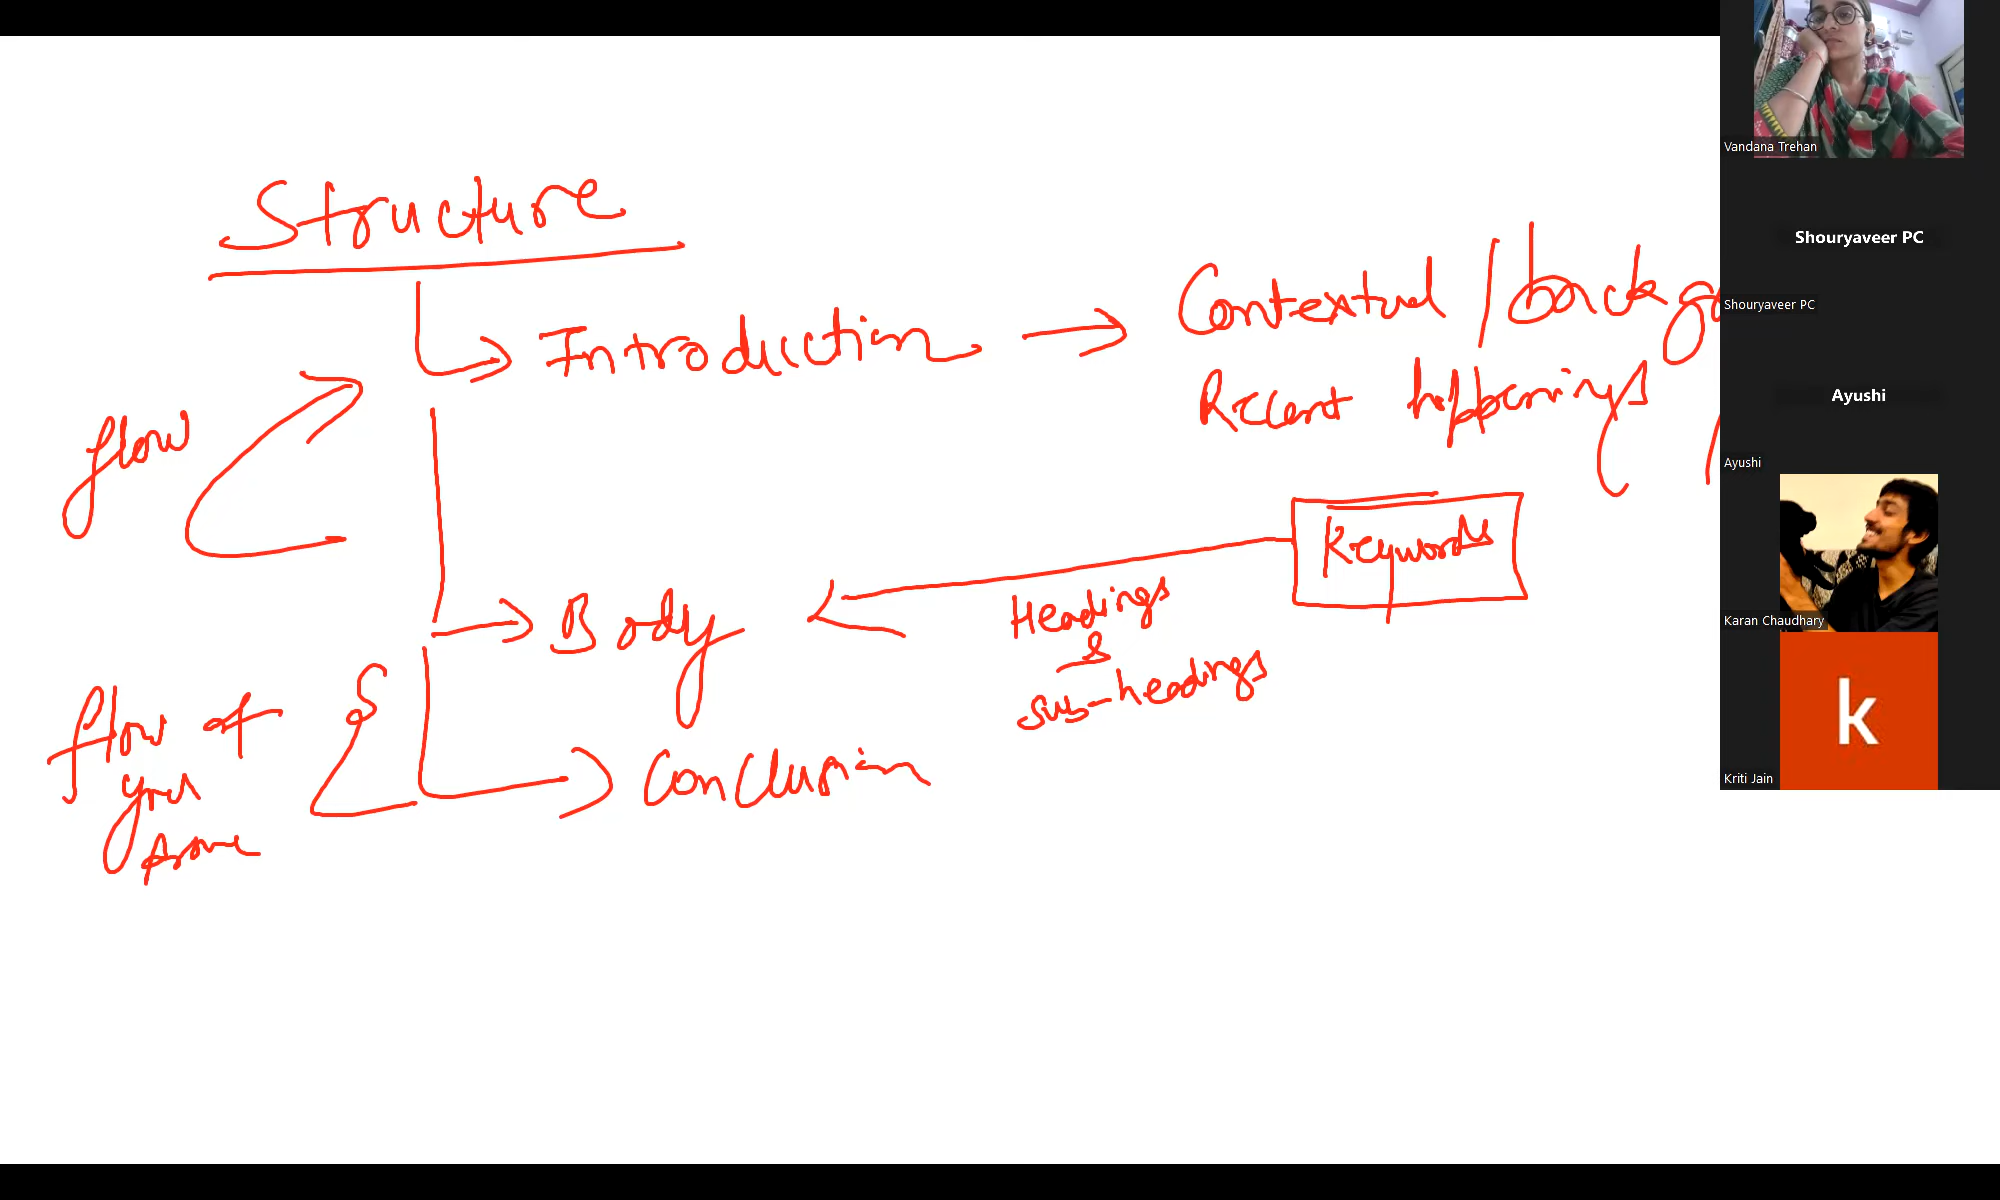 Structure
Introduction → Contextual / backg
Recent happenings
flow
Keywords
Body
Headings
&
sub-headings
flow of
your
Conclusion
Vandana Trehan
Shouryaveer PC
Shouryaveer PC
Ayushi
Ayushi
Karan Chaudhary
k
Kriti Jain